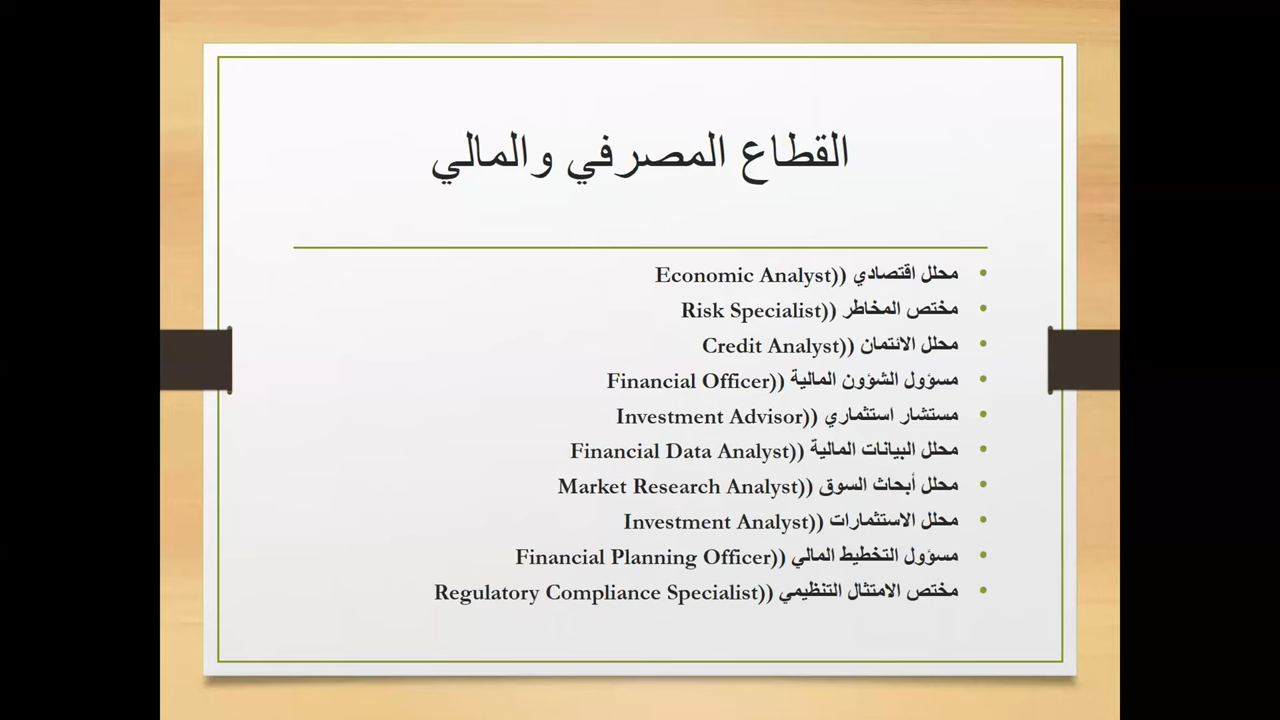 القطاع المصرفي والمالي
• محلل اقتصادي ((Economic Analyst
• مختص المخاطر ((Risk Specialist
• محلل الائتمان ((Credit Analyst
• مسؤول الشؤون المالية ((Financial Officer
• مستشار استثماري ((Investment Advisor
• محلل البيانات المالية ((Financial Data Analyst
• محلل أبحاث السوق ((Market Research Analyst
• محلل الاستثمارات ((Investment Analyst
• مسؤول التخطيط المالي ((Financial Planning Officer
• مختص الامتثال التنظيمي ((Regulatory Compliance Specialist